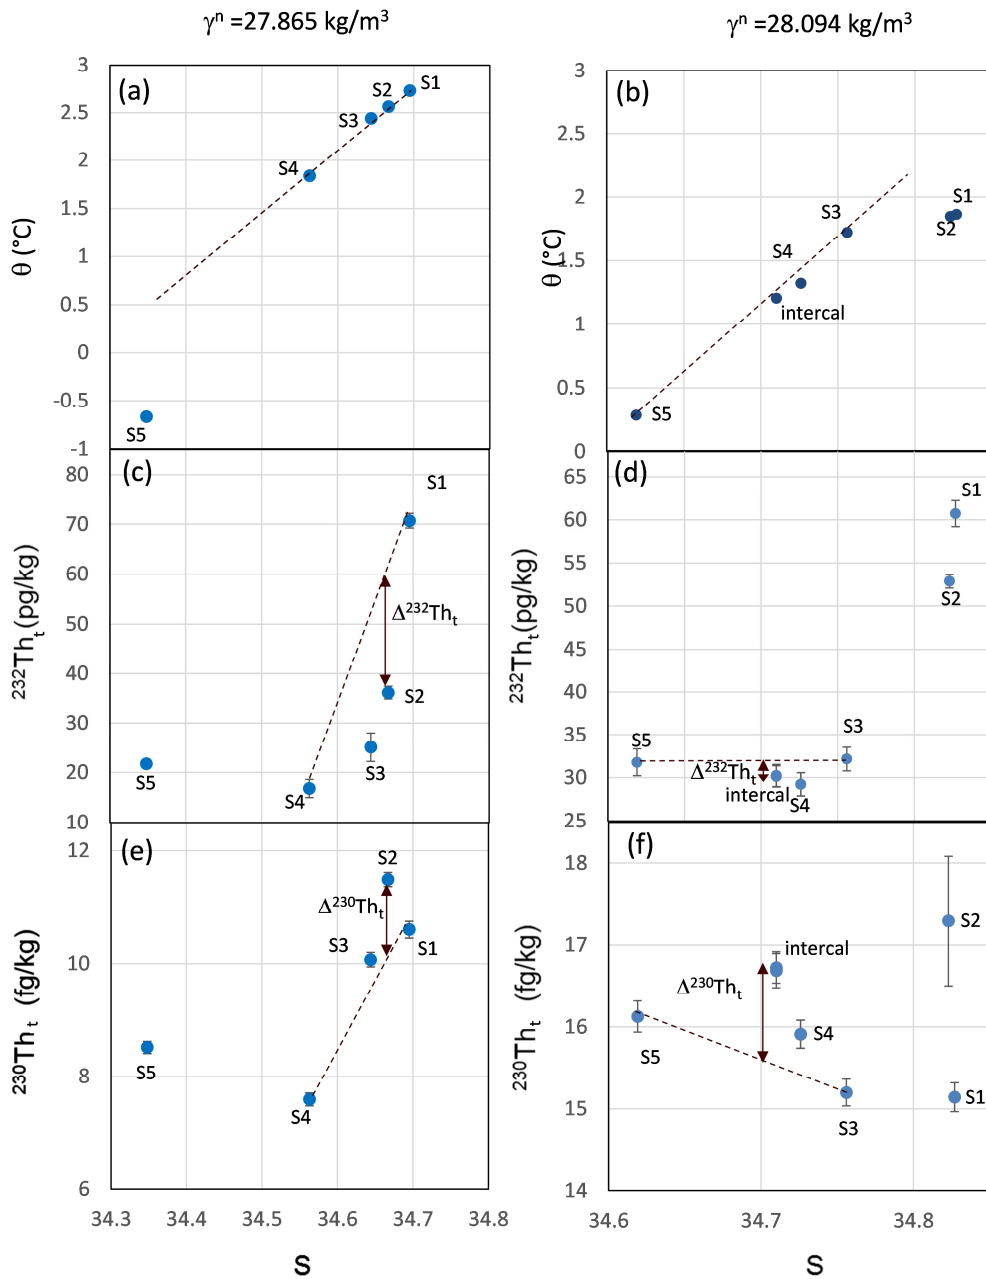 γⁿ =27.865 kg/m³
γⁿ =28.094 kg/m³
(a)
3
2.5
2
1.5
1
0.5
0
-0.5
-1
θ (°C)
S1
S2
S3
S4
S5
(b)
3
2.5
2
1.5
1
0.5
0
θ (°C)
S1
S2
S3
S4
intercal
S5
(c)
80
70
60
50
40
30
20
10
²³²Thₜ(pg/kg)
S1
Δ²³²Thₜ
S2
S3
S5
S4
(d)
65
60
55
50
45
40
35
30
25
²³²Thₜ(pg/kg)
S1
S2
S3
S5
Δ²³²Thₜ
intercal
S4
(e)
12
10
8
6
²³⁰Thₜ (fg/kg)
S2
Δ²³⁰Thₜ
S3
S1
S5
S4
34.3
34.4
34.5
34.6
34.7
34.8
S
(f)
18
17
16
15
14
²³⁰Thₜ (fg/kg)
S2
intercal
Δ²³⁰Thₜ
S4
S5
S1
S3
34.6
34.7
34.8
S